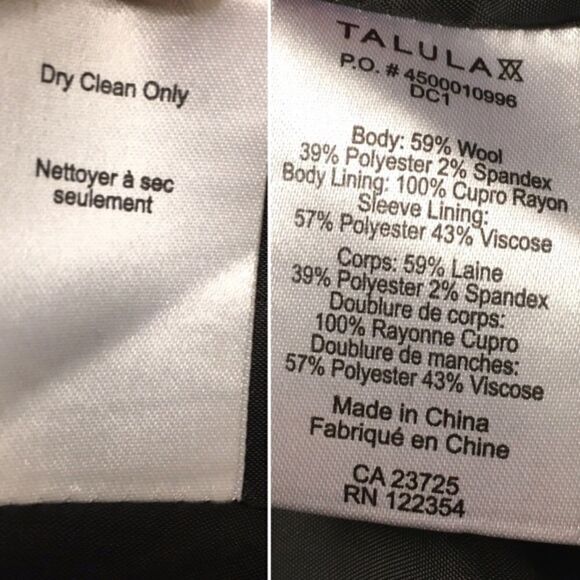 Dry Clean Only
Nettoyer à sec
seulement
TALULA
P.O. # 4500010996
DC1
Body: 59% Wool
39% Polyester 2% Spandex
Body Lining: 100% Cupro Rayon
Sleeve Lining:
57% Polyester 43% Viscose
Corps: 59% Laine
39% Polyester 2% Spandex
Doublure de corps:
100% Rayonne Cupro
Doublure de manches:
57% Polyester 43% Viscose
Made in China
Fabriqué en Chine
CA 23725
RN 122354